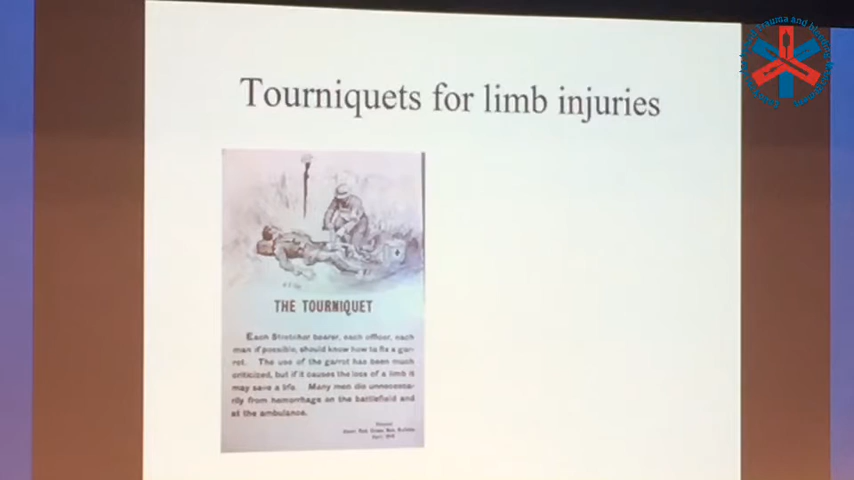 Tourniquets for limb injuries
THE TOURNIQUET
Each Stretcher bearer, each officer, each
man if possible, should know how to fix a gar-
rot. The use of the garrot has been much
criticized, but if it causes the loss of a limb it
may save a life. Many men die unnecessa-
rily from hemorrhage on the battlefield and
at the ambulance.
trauma and bleeding